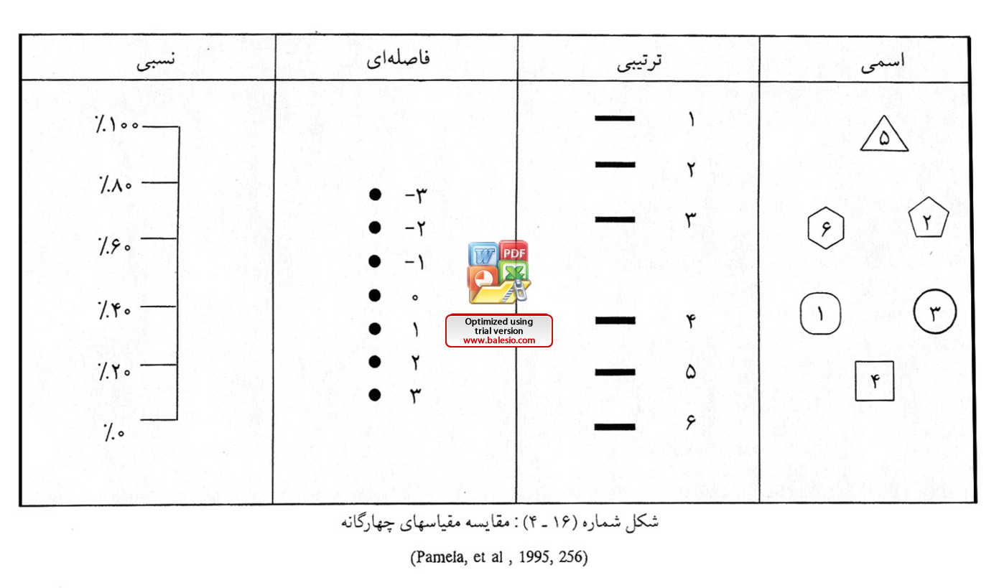 اسمی
ترتیبی
فاصله‌ای
نسبی
۵
۶
۲
۱
۳
۴
۱
۲
۳
۴
۵
۶
-۳
-۲
-۱
۰
۱
۲
۳
٪۱۰۰
٪۸۰
٪۶۰
٪۴۰
٪۲۰
٪۰
W
PDF
X
Optimized using
trial version
www.balesio.com
شکل شماره (۱۶ ـ ۴) : مقایسه مقیاسهای چهارگانه
(Pamela, et al , 1995, 256)